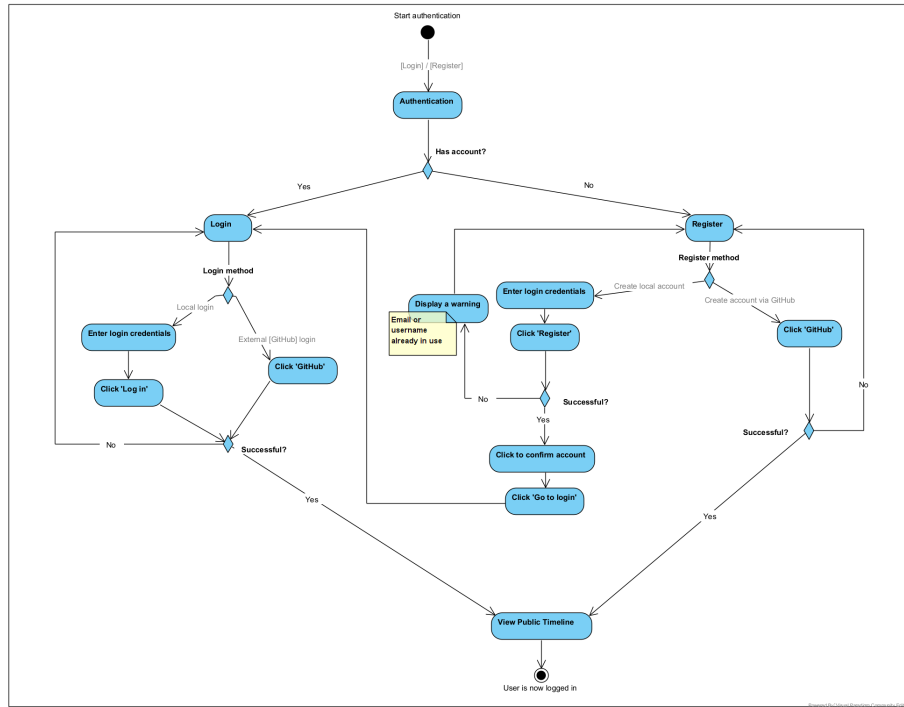 Start authentication
[Login] / [Register]
Authentication
Has account?
Yes
No
Login
Register
Login method
Register method
Local login
External [GitHub] login
Enter login credentials
Click 'Log in'
Click 'GitHub'
Successful?
No
Yes
Display a warning
Email or
username
already in use
Create local account
Create account via GitHub
Enter login credentials
Click 'Register'
Click 'GitHub'
No
Successful?
Yes
Click to confirm account
Click 'Go to login'
Successful?
No
Yes
View Public Timeline
User is now logged in